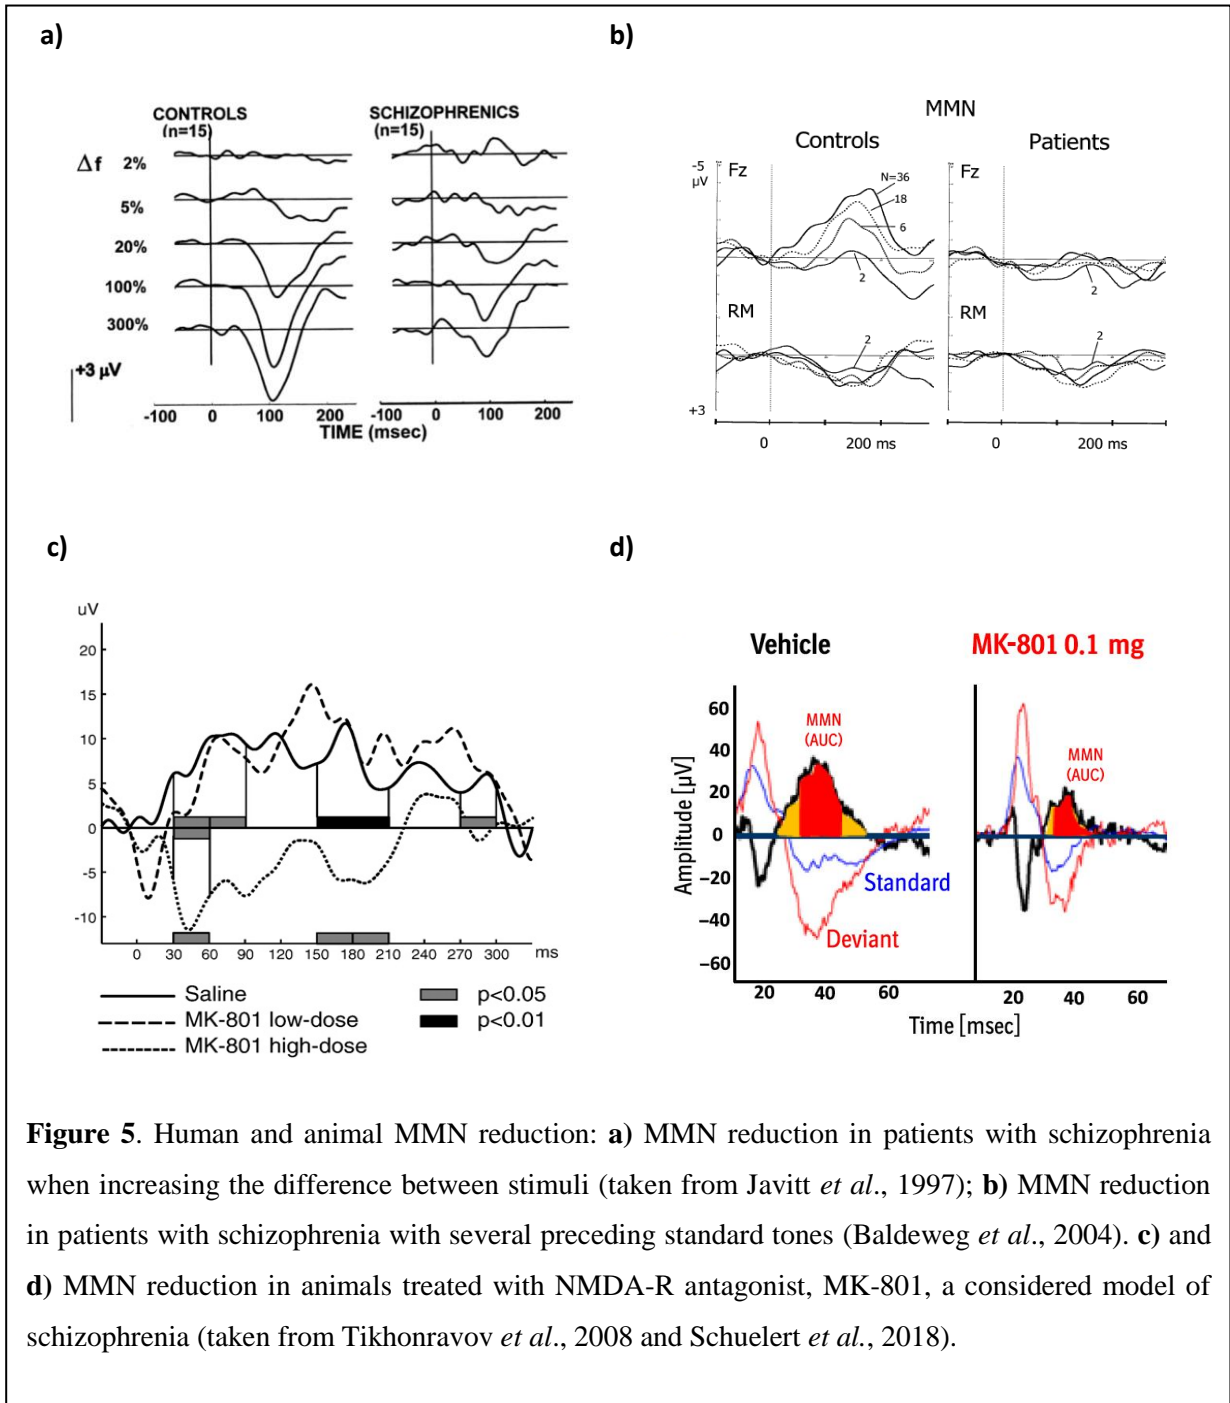 a)
CONTROLS
(n=15)
SCHIZOPHRENICS
(n=15)
Δf 2%
5%
20%
100%
300%
+3 μV
-100 0 100 200
-100 0 100 200
TIME (msec)
b)
MMN
Controls Patients
-5
μV
Fz
N=36
18
6
2
Fz
2
RM
2
RM
2
+3
0 200 ms
0 200 ms
c)
uV
20
15
10
5
0
-5
-10
0 30 60 90 120 150 180 210 240 270 300 ms
Saline
MK-801 low-dose
MK-801 high-dose
p<0.05
p<0.01
d)
Vehicle
MK-801 0.1 mg
Amplitude [μV]
60
40
20
0
−20
−40
−60
MMN
(AUC)
MMN
(AUC)
Standard
Deviant
20 40 60
20 40 60
Time [msec]
Figure 5. Human and animal MMN reduction: a) MMN reduction in patients with schizophrenia
when increasing the difference between stimuli (taken from Javitt et al., 1997); b) MMN reduction
in patients with schizophrenia with several preceding standard tones (Baldeweg et al., 2004). c) and
d) MMN reduction in animals treated with NMDA-R antagonist, MK-801, a considered model of
schizophrenia (taken from Tikhonravov et al., 2008 and Schuelert et al., 2018).